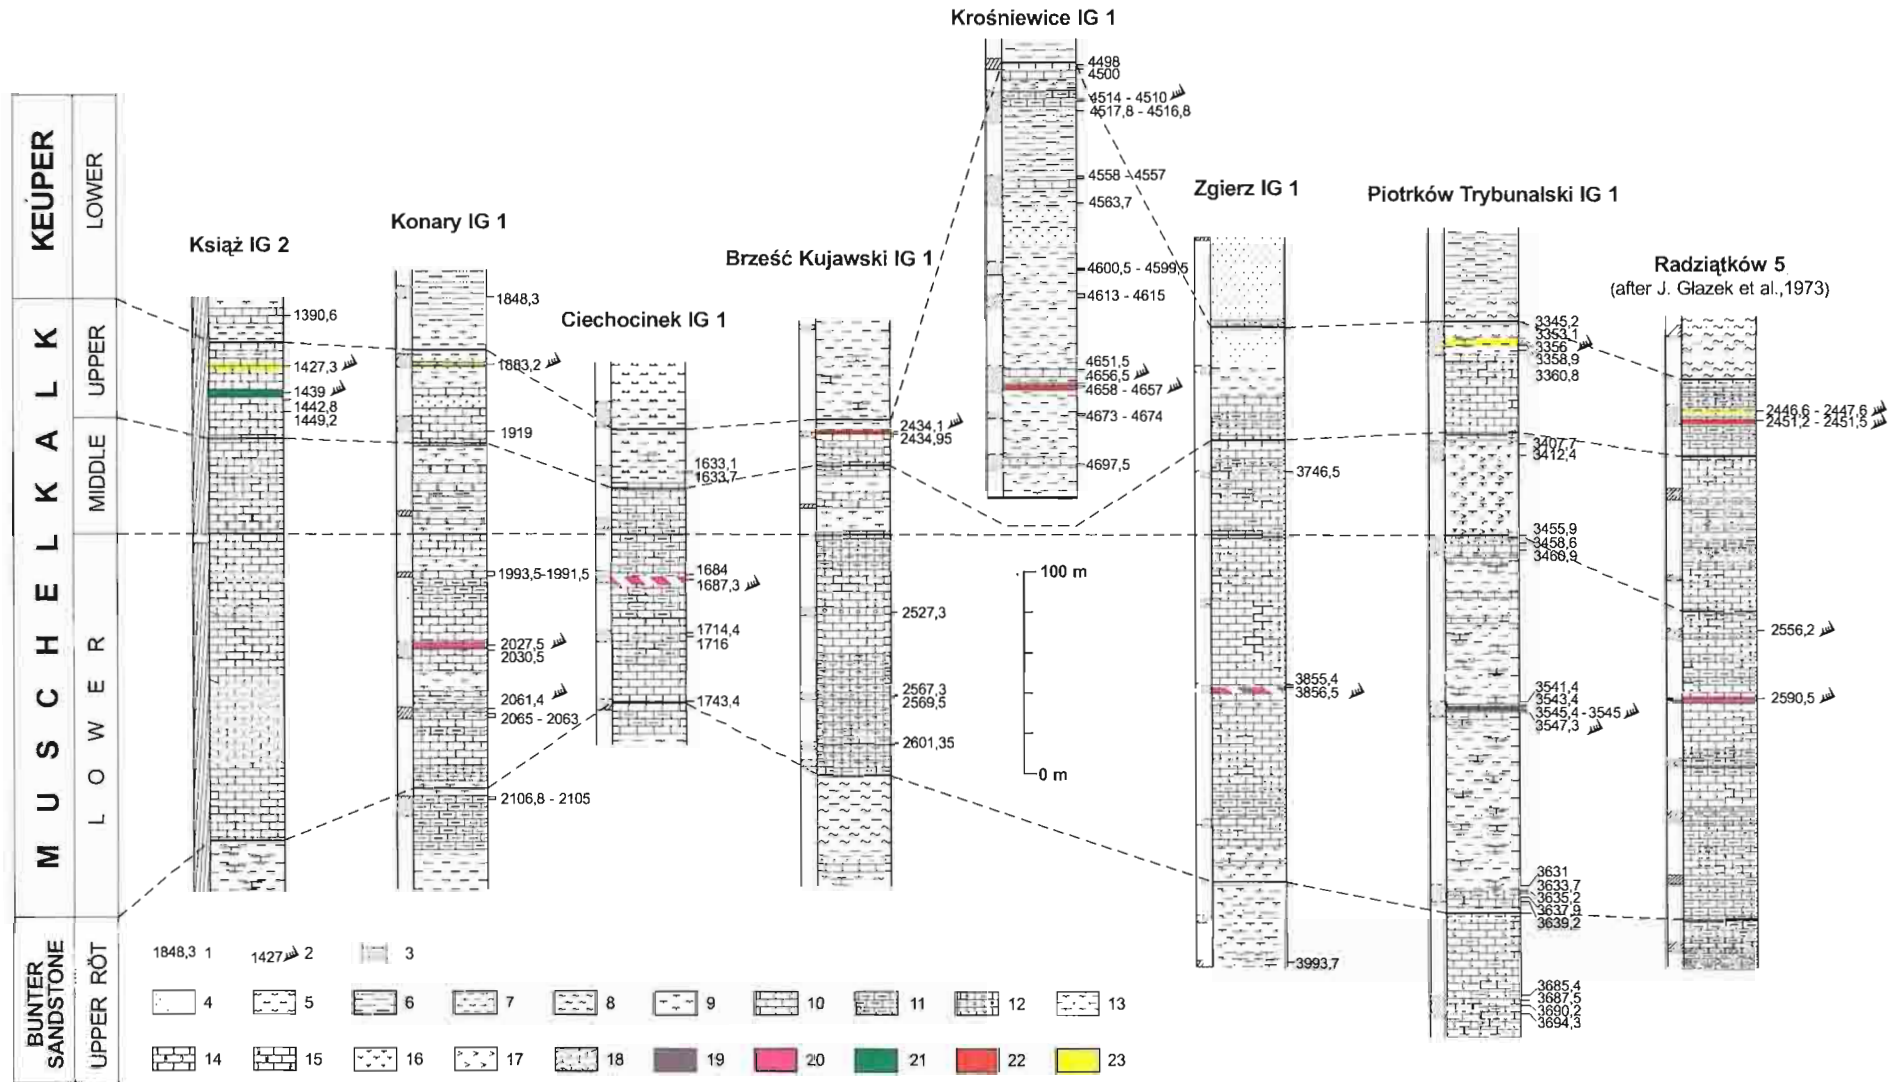 KEUPER
LOWER
MUSCHELKALK
UPPER
MIDDLE
LOWER
BUNTER
SANDSTONE
UPPER RÖT
Książ IG 2
1390,6
1427,3
1439
1442,8
1449,2
Konary IG 1
1848,3
1883,2
1919
1993,5-1991,5
2027,5
2030,5
2061,4
2065 - 2063
2106,8 - 2105
Ciechocinek IG 1
1633,1
1633,7
1684
1687,3
1714,4
1716
1743,4
Brześć Kujawski IG 1
2434,1
2434,95
2527,3
2567,3
2569,5
2601,35
Krośniewice IG 1
4498
4500
4514 - 4510
4517,8 - 4516,8
4558 - 4557
4563,7
4600,5 - 4599,5
4613 - 4615
4651,5
4656,5
4658 - 4657
4673 - 4674
4697,5
100 m
0 m
Zgierz IG 1
3746,5
3855,4
3856,5
3993,7
Piotrków Trybunalski IG 1
3345,2
3353,1
3356
3358,9
3360,8
3407,7
3412,4
3455,9
3458,6
3460,9
3541,4
3543,4
3545,4 - 3545
3547,3
3631
3633,7
3635,2
3637,9
3639,2
3685,4
3687,5
3690,2
3694,3
Radziątków 5
(after J. Głazek et al.,1973)
2446,6 - 2447,6
2451,2 - 2451,5
2556,2
2590,5
1848,3 1 1427 2 3
4 5 6 7 8 9 10 11 12 13
14 15 16 17 18 19 20 21 22 23